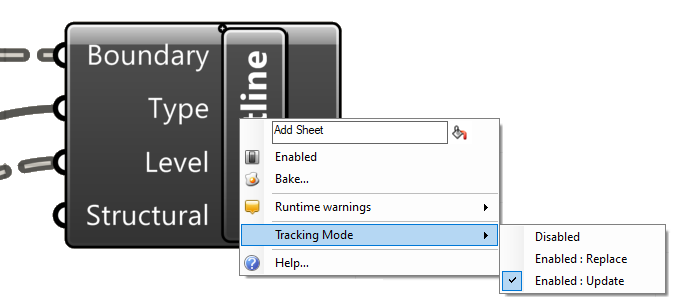 Boundary
Type
Level
Structural
tline
Add Sheet
Enabled
Bake...
Runtime warnings
Tracking Mode
Help...
Disabled
Enabled : Replace
Enabled : Update